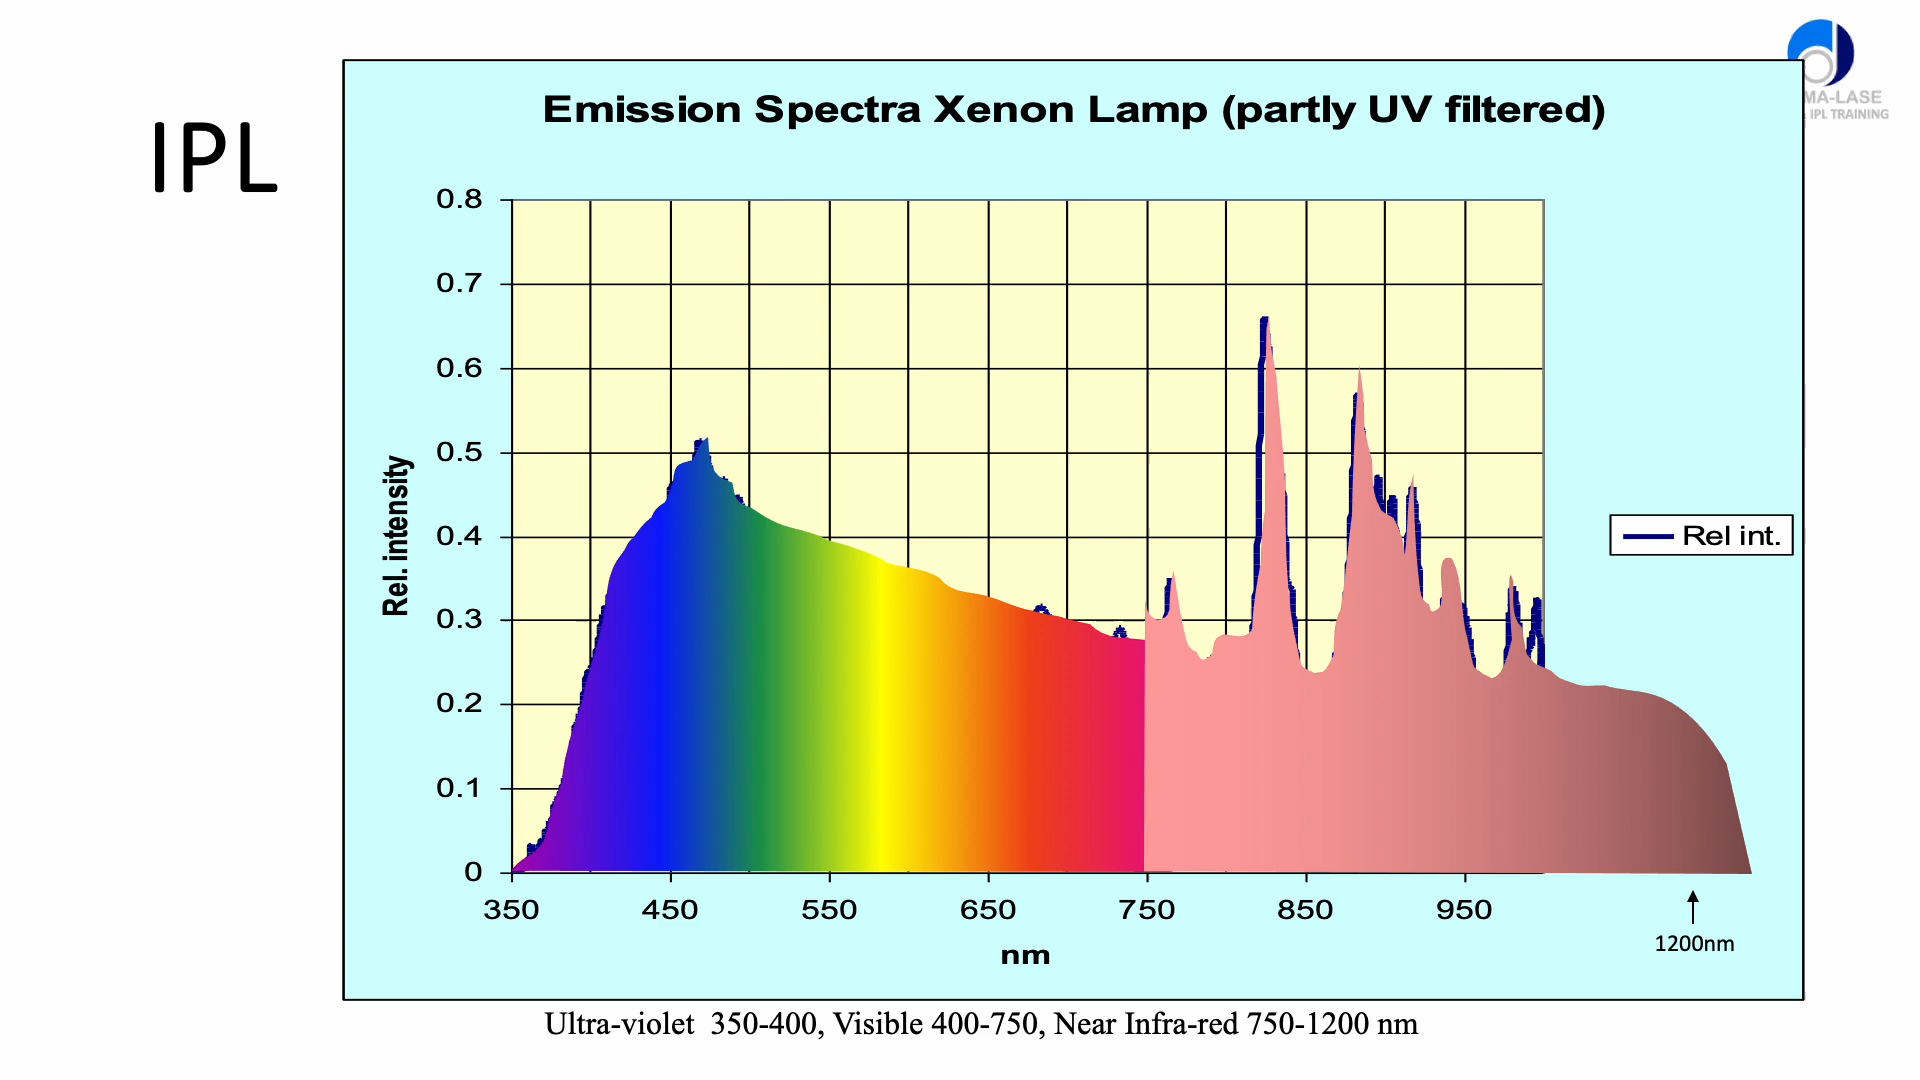 IPL
MA-LASE
IPL TRAINING
Emission Spectra Xenon Lamp (partly UV filtered)
0.8
0.7
0.6
0.5
0.4
0.3
0.2
0.1
0
Rel. intensity
Rel int.
350 450 550 650 750 850 950
nm
1200nm
Ultra-violet 350-400, Visible 400-750, Near Infra-red 750-1200 nm